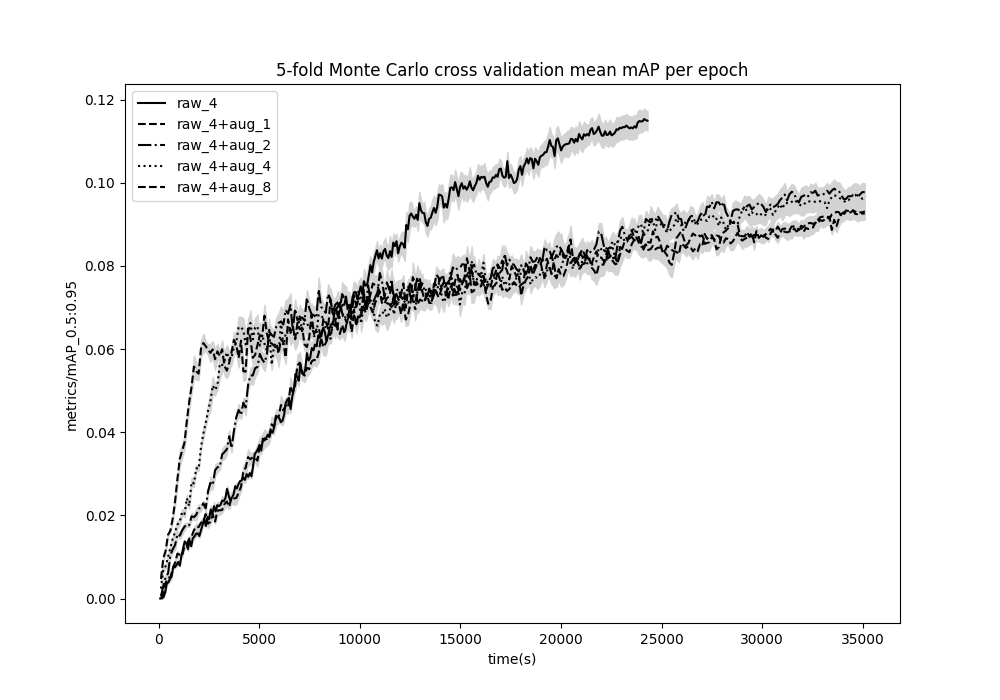 5-fold Monte Carlo cross validation mean mAP per epoch
metrics/mAP_0.5:0.95
0.12
0.10
0.08
0.06
0.04
0.02
0.00
raw_4
raw_4+aug_1
raw_4+aug_2
raw_4+aug_4
raw_4+aug_8
0 5000 10000 15000 20000 25000 30000 35000
time(s)